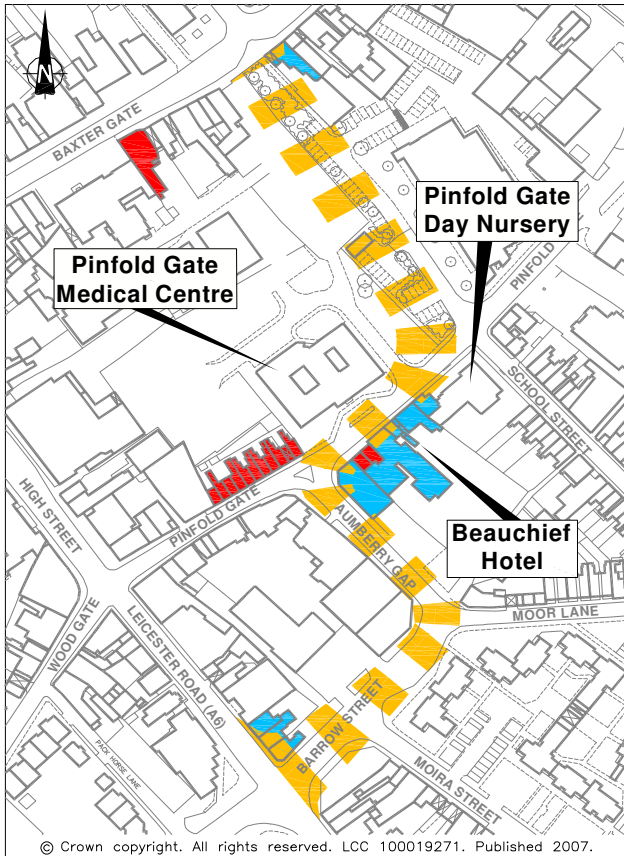 N
BAXTER GATE
Pinfold Gate
Day Nursery
Pinfold Gate
Medical Centre
PINFOLD
SCHOOL STREET
HIGH STREET
PINFOLD GATE
AUMBERRY GAP
Beauchief
Hotel
MOOR LANE
WOOD GATE
LEICESTER ROAD (A6)
BARROW STREET
PACK HORSE LANE
MOIRA STREET
© Crown copyright. All rights reserved. LCC 100019271. Published 2007.